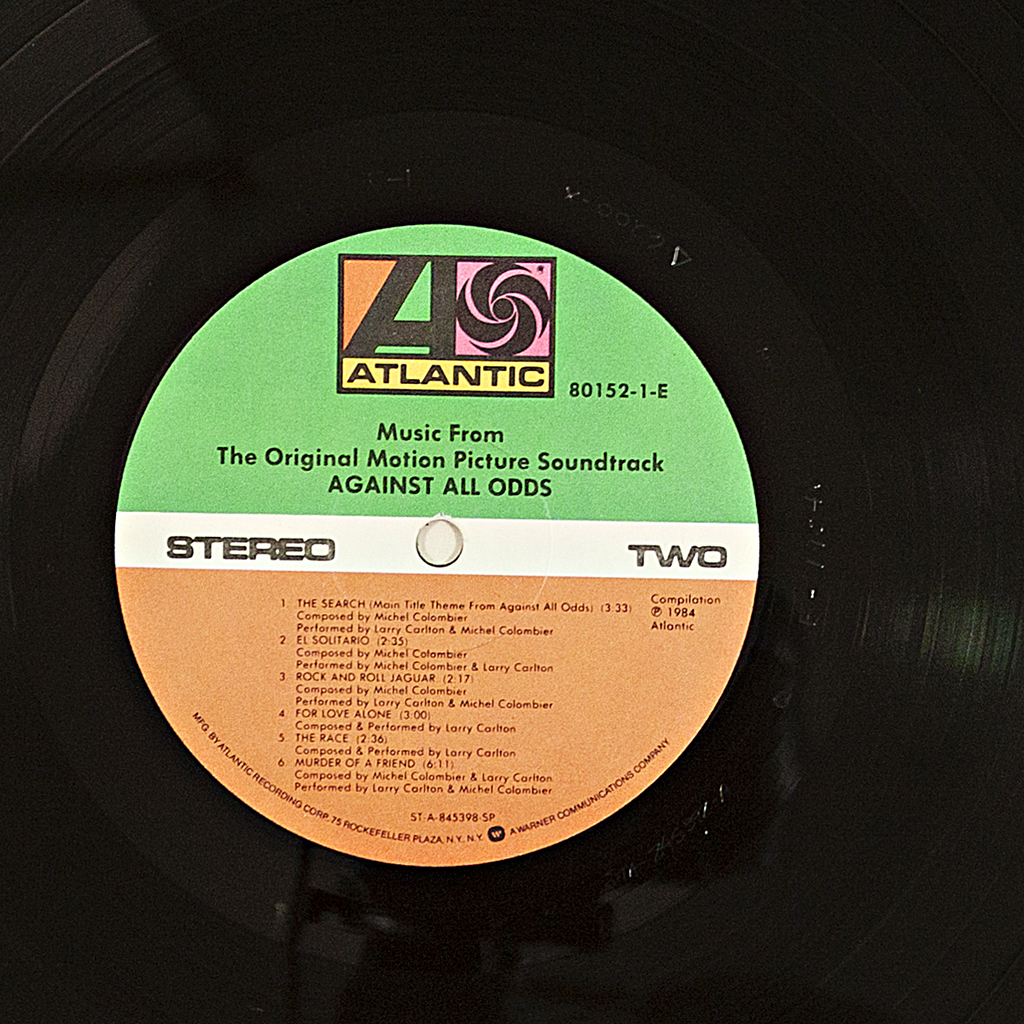 ATLANTIC
80152-1-E
Music From
The Original Motion Picture Soundtrack
AGAINST ALL ODDS
STEREO
TWO
1. THE SEARCH (Main Title Theme From Against All Odds) (3:33)
Composed by Michel Colombier
Performed by Larry Carlton & Michel Colombier
2. EL SOLITARIO (2:35)
Composed by Michel Colombier
Performed by Michel Colombier & Larry Carlton
3. ROCK AND ROLL JAGUAR (2:17)
Composed by Michel Colombier
Performed by Larry Carlton & Michel Colombier
4. FOR LOVE ALONE (3:00)
Composed & Performed by Larry Carlton
5. THE RACE (2:36)
Composed & Performed by Larry Carlton
6. MURDER OF A FRIEND (6:11)
Composed by Michel Colombier & Larry Carlton
Performed by Larry Carlton & Michel Colombier
Compilation
℗ 1984
Atlantic
ST-A-845398-SP
MFG. BY ATLANTIC RECORDING CORP. 75 ROCKEFELLER PLAZA, N.Y. N.Y. W A WARNER COMMUNICATIONS COMPANY